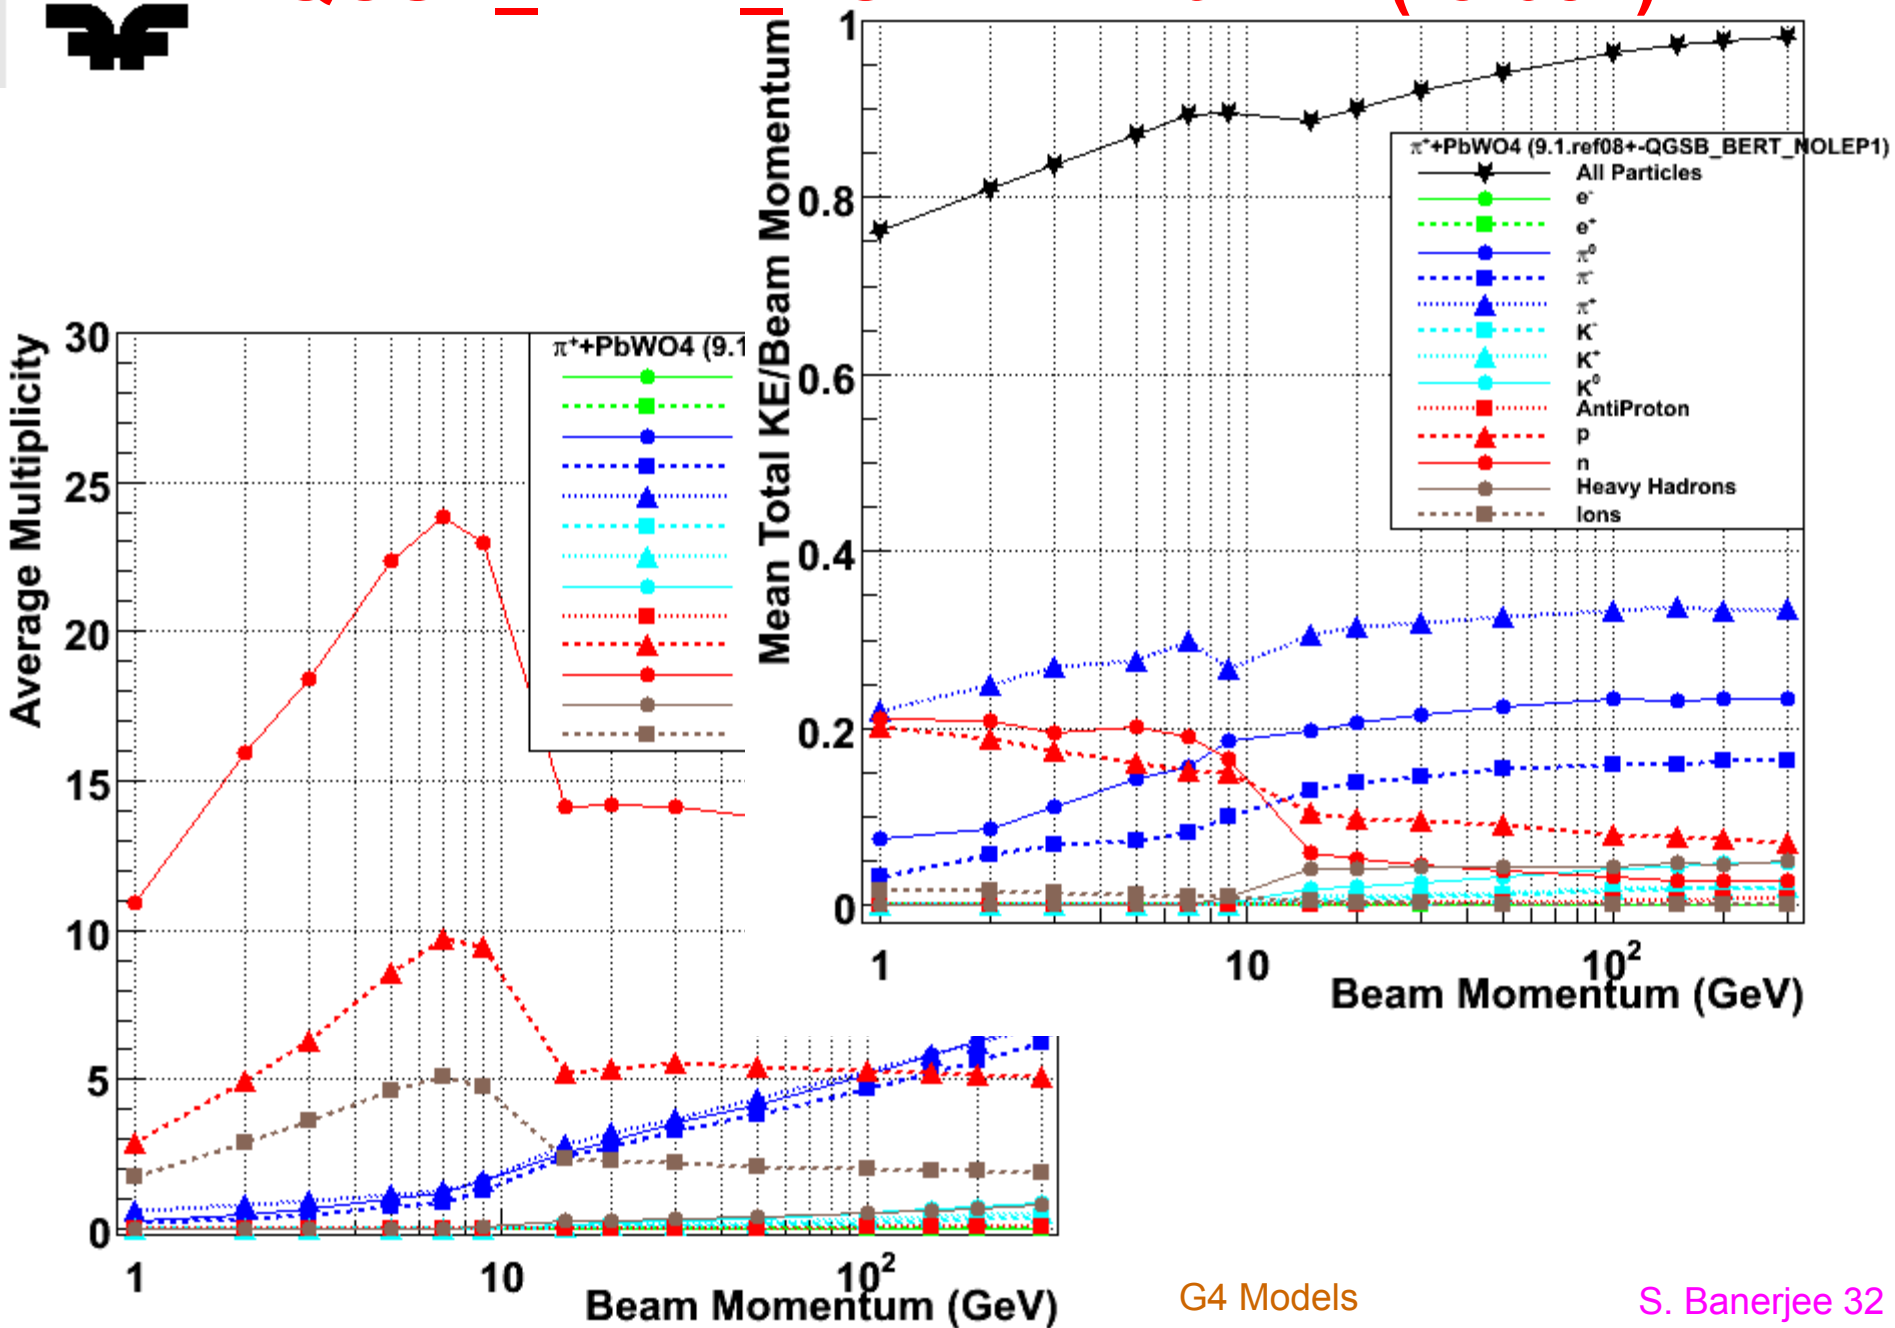 1
0.8
0.6
0.4
0.2
0
Mean Total KE/Beam Momentum
π⁺+PbWO4 (9.1.ref08+-QGSB_BERT_NOLEP1)
All Particles
e⁻
e⁺
π⁰
π⁻
π⁺
K⁻
K⁺
K⁰
AntiProton
p
n
Heavy Hadrons
Ions
1
10
10²
Beam Momentum (GeV)
30
25
20
15
10
5
0
Average Multiplicity
π⁺+PbWO4 (9.1
1
10
10²
Beam Momentum (GeV)
G4 Models
S. Banerjee 32